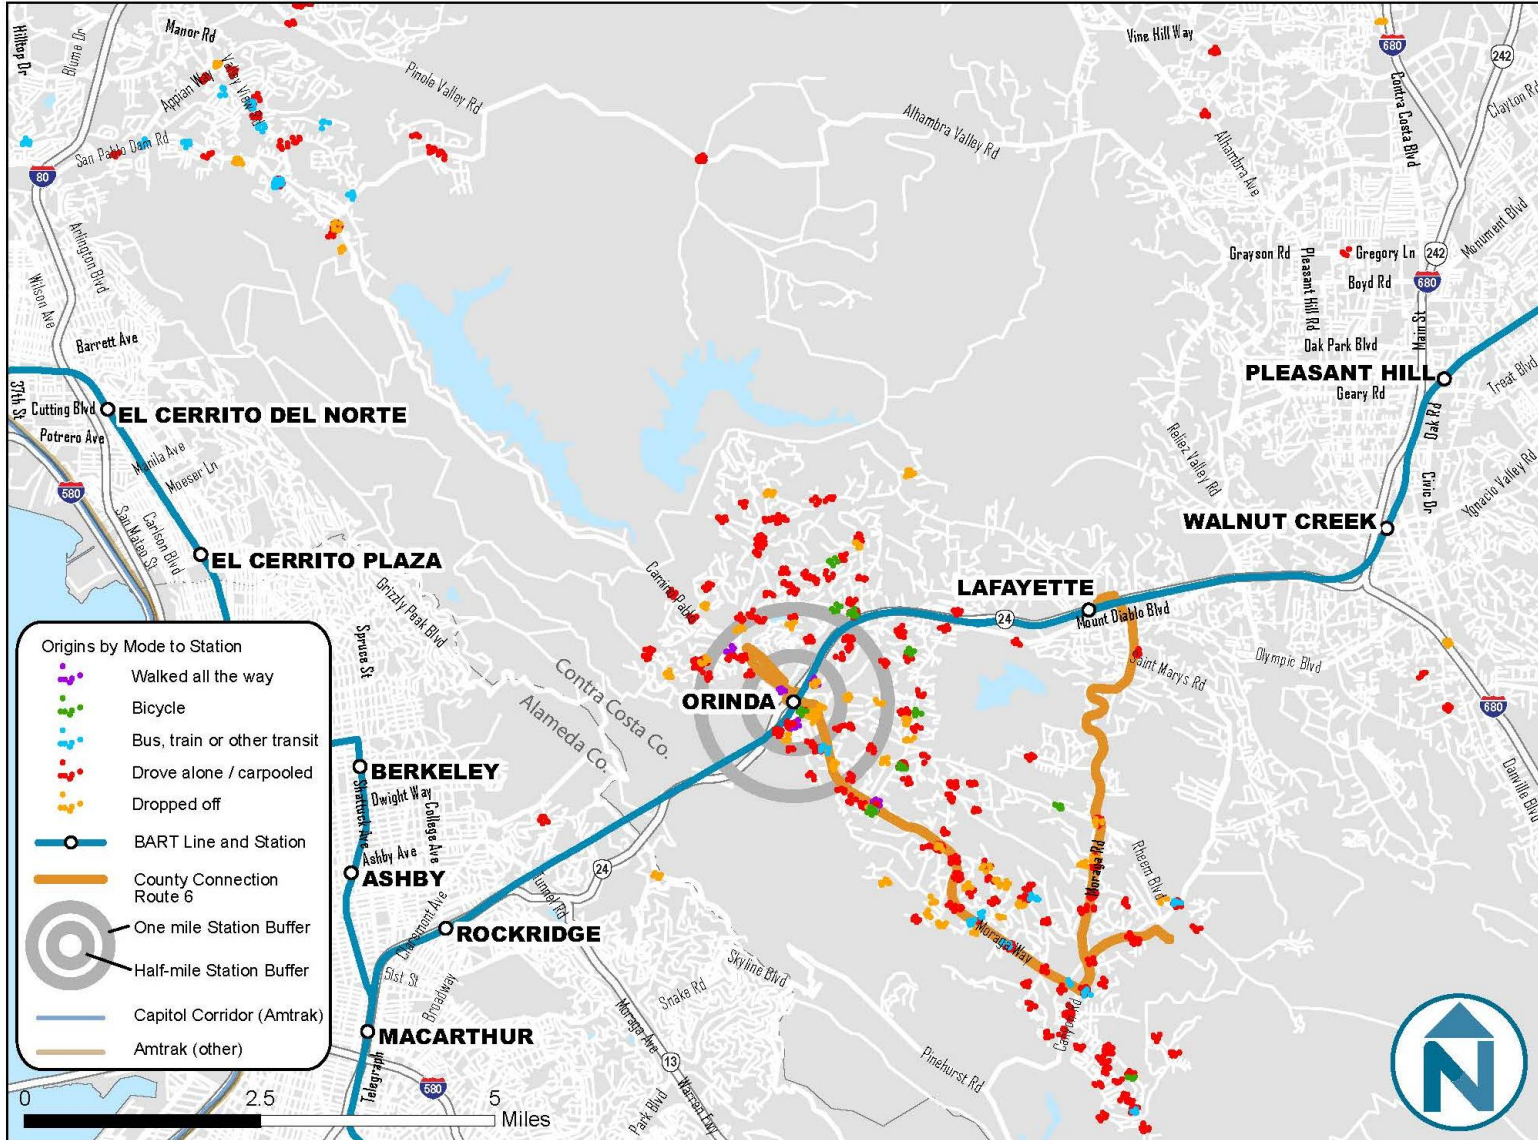 Manor Rd
Hilltop Dr
Blume Dr
Appian Way
Valley View Rd
Pinole Valley Rd
San Pablo Dam Rd
80
Alhambra Valley Rd
Vine Hill Way
Alhambra Ave
680
242
Contra Costa Blvd
Clayton Rd
Monument Blvd
Grayson Rd
Pleasant Hill Rd
Gregory Ln
242
Boyd Rd
680
Main St
Oak Park Blvd
PLEASANT HILL
Geary Rd
Treat Blvd
Oak Rd
Arlington Blvd
Wilson Ave
Barrett Ave
37th St
Cutting Blvd
EL CERRITO DEL NORTE
Potrero Ave
Manila Ave
Moeser Ln
580
San Mateo St
Carlson Blvd
EL CERRITO PLAZA
Reliez Valley Rd
Civic Dr
Ygnacio Valley Rd
WALNUT CREEK
LAFAYETTE
24
Mount Diablo Blvd
Camino Pablo
Grizzly Peak Blvd
Spruce St
Contra Costa Co.
Alameda Co.
ORINDA
Saint Marys Rd
Olympic Blvd
680
Danville Blvd
Origins by Mode to Station
Walked all the way
Bicycle
Bus, train or other transit
Drove alone / carpooled
Dropped off
BART Line and Station
County Connection
Route 6
One mile Station Buffer
Half-mile Station Buffer
Capitol Corridor (Amtrak)
Amtrak (other)
BERKELEY
Shattuck Ave
Dwight Way
College Ave
Ashby Ave
ASHBY
24
Tunnel Rd
Claremont Ave
ROCKRIDGE
51st St
Broadway
MACARTHUR
Telegraph
580
Skyline Blvd
Snake Rd
Moraga Ave
13
Warren Fwy
Park Blvd
Pinehurst Rd
Moraga Way
Moraga Rd
Rheem Blvd
Canyon Rd
0
2.5
5
Miles
N